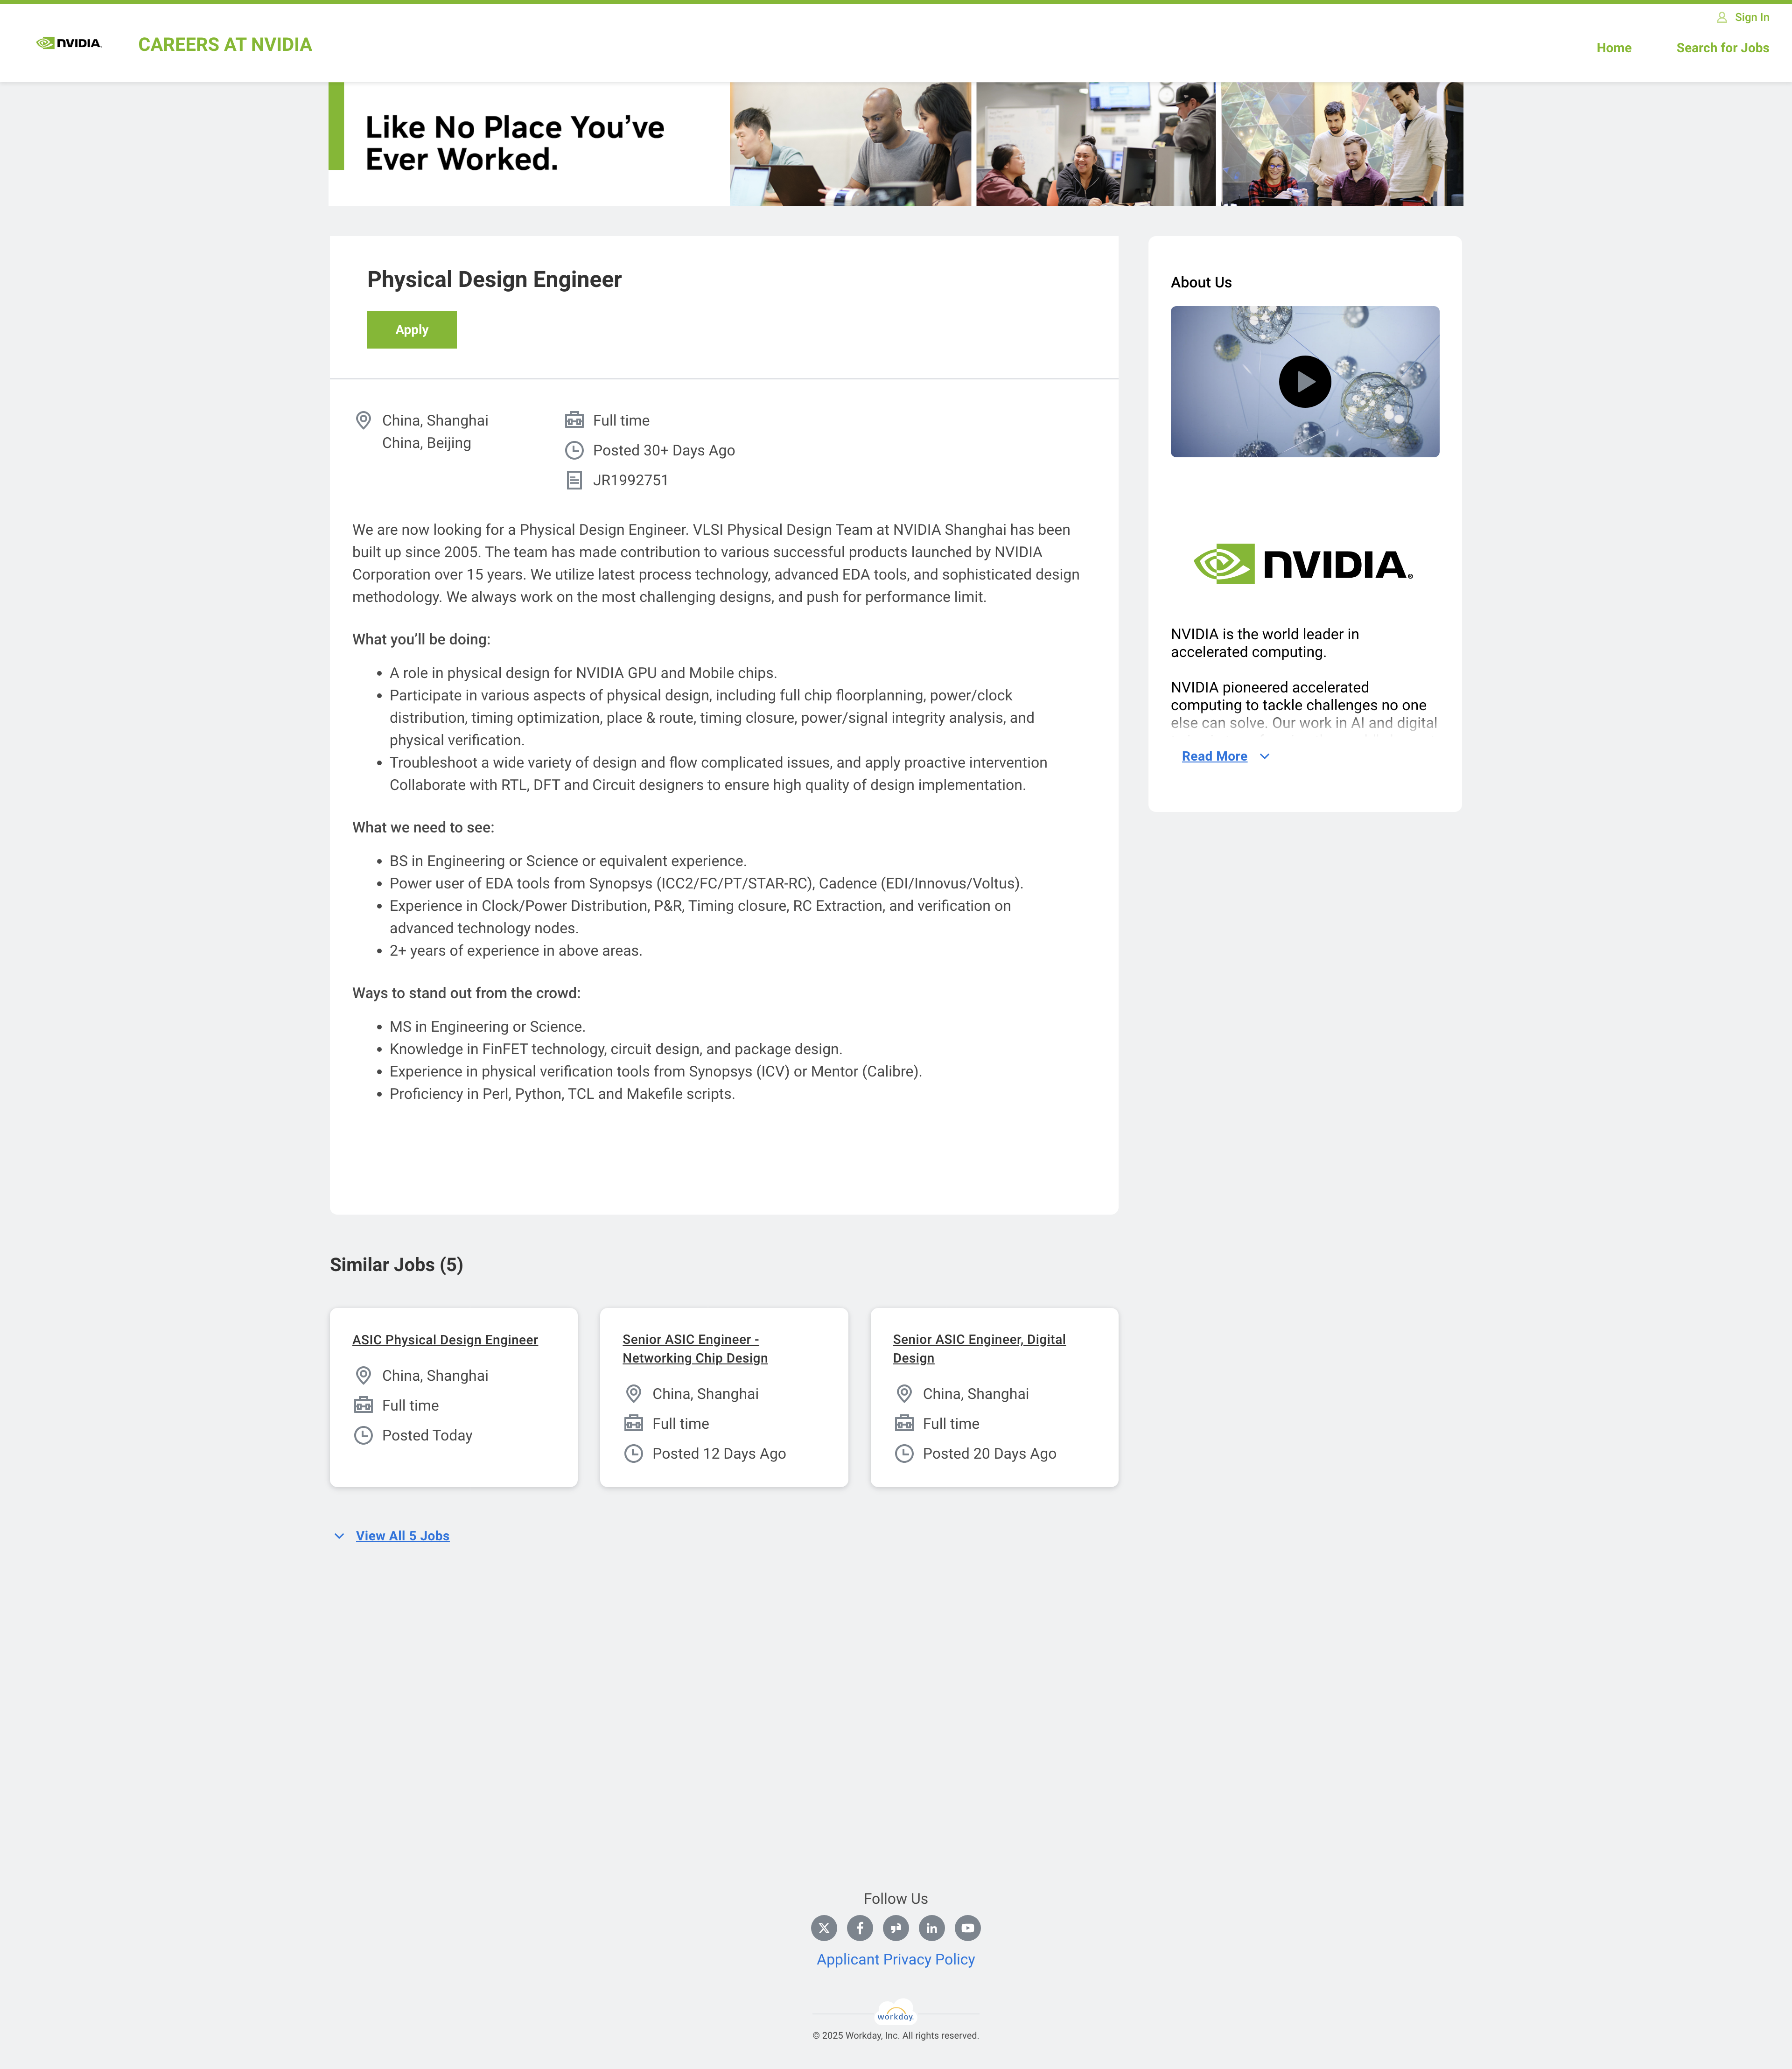 Sign In
NVIDIA.
CAREERS AT NVIDIA
Home
Search for Jobs
Like No Place You’ve
Ever Worked.
Physical Design Engineer
Apply
China, Shanghai
China, Beijing
Full time
Posted 30+ Days Ago
JR1992751
We are now looking for a Physical Design Engineer. VLSI Physical Design Team at NVIDIA Shanghai has been
built up since 2005. The team has made contribution to various successful products launched by NVIDIA
Corporation over 15 years. We utilize latest process technology, advanced EDA tools, and sophisticated design
methodology. We always work on the most challenging designs, and push for performance limit.
What you’ll be doing:
• A role in physical design for NVIDIA GPU and Mobile chips.
• Participate in various aspects of physical design, including full chip floorplanning, power/clock
distribution, timing optimization, place & route, timing closure, power/signal integrity analysis, and
physical verification.
• Troubleshoot a wide variety of design and flow complicated issues, and apply proactive intervention
Collaborate with RTL, DFT and Circuit designers to ensure high quality of design implementation.
What we need to see:
• BS in Engineering or Science or equivalent experience.
• Power user of EDA tools from Synopsys (ICC2/FC/PT/STAR-RC), Cadence (EDI/Innovus/Voltus).
• Experience in Clock/Power Distribution, P&R, Timing closure, RC Extraction, and verification on
advanced technology nodes.
• 2+ years of experience in above areas.
Ways to stand out from the crowd:
• MS in Engineering or Science.
• Knowledge in FinFET technology, circuit design, and package design.
• Experience in physical verification tools from Synopsys (ICV) or Mentor (Calibre).
• Proficiency in Perl, Python, TCL and Makefile scripts.
About Us
NVIDIA®
NVIDIA is the world leader in
accelerated computing.
NVIDIA pioneered accelerated
computing to tackle challenges no one
else can solve. Our work in AI and digital
Read More
Similar Jobs (5)
ASIC Physical Design Engineer
China, Shanghai
Full time
Posted Today
Senior ASIC Engineer -
Networking Chip Design
China, Shanghai
Full time
Posted 12 Days Ago
Senior ASIC Engineer, Digital
Design
China, Shanghai
Full time
Posted 20 Days Ago
View All 5 Jobs
Follow Us
Applicant Privacy Policy
workday.
© 2025 Workday, Inc. All rights reserved.